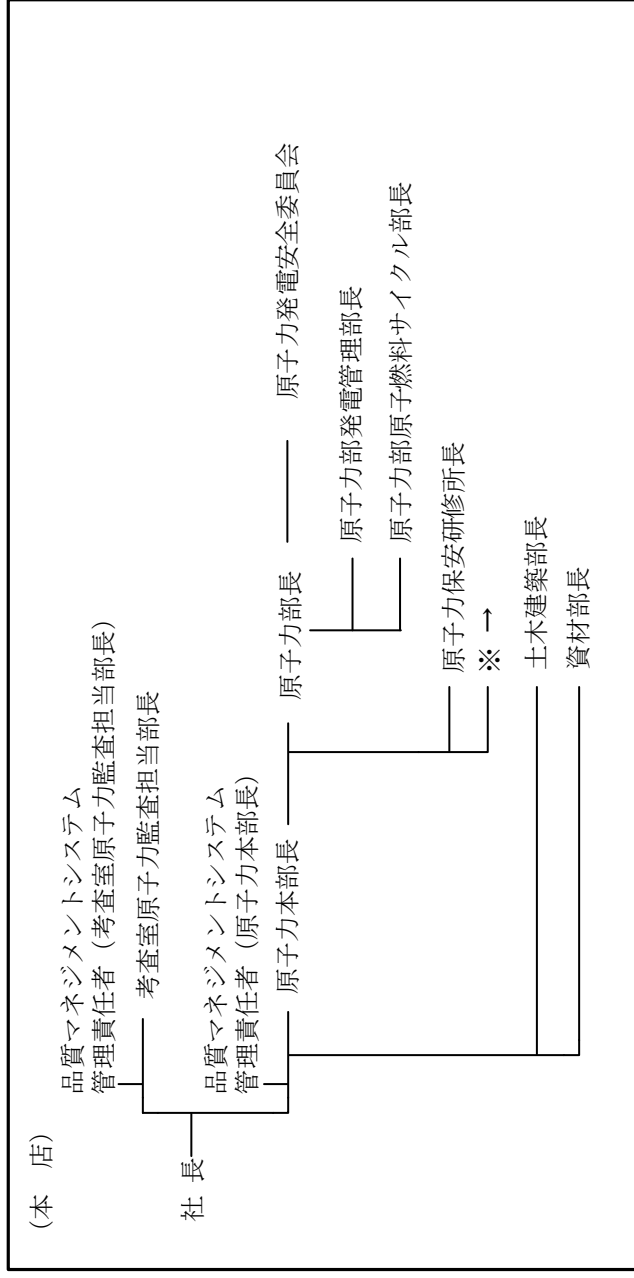 (本　店)
社 長
品質マネジメントシステム
管理責任者（考査室原子力監査担当部長）
考査室原子力監査担当部長
品質マネジメントシステム
管理責任者（原子力本部長）
原子力本部長
原子力部長
原子力発電安全委員会
原子力部発電管理部長
原子力部原子燃料サイクル部長
原子力保安研修所長
※ →
土木建築部長
資材部長